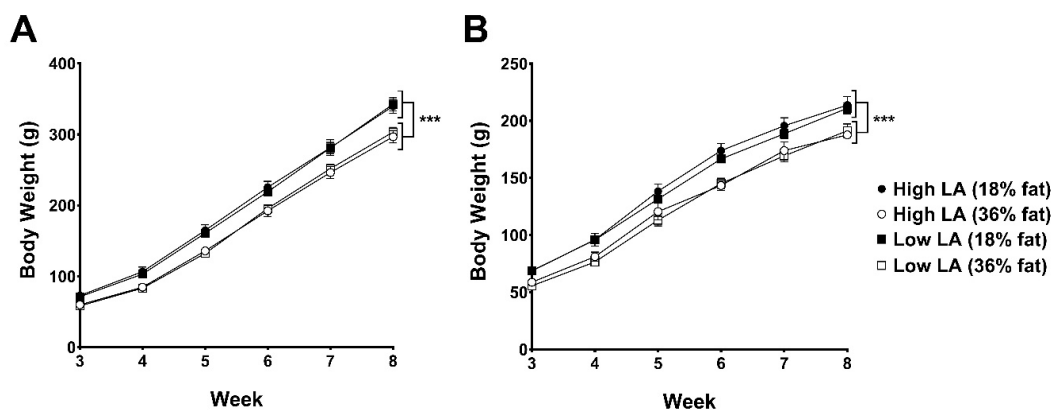 A
400
300
200
100
0
Body Weight (g)
3 4 5 6 7 8
Week
***
B
250
200
150
100
50
0
Body Weight (g)
3 4 5 6 7 8
Week
***
High LA (18% fat)
High LA (36% fat)
Low LA (18% fat)
Low LA (36% fat)